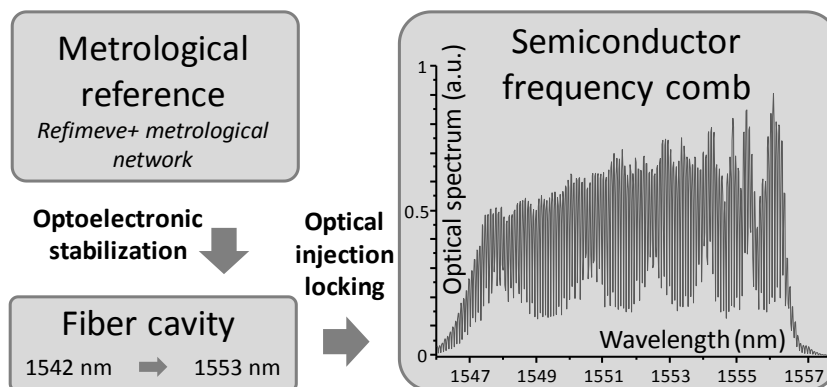 Metrological
reference
Refimeve+ metrological
network
Optoelectronic
stabilization
Fiber cavity
1542 nm 1553 nm
Optical
injection
locking
Semiconductor
frequency comb
Optical spectrum (a.u.)
1
0.5
0
Wavelength (nm)
1547 1549 1551 1553 1555 1557